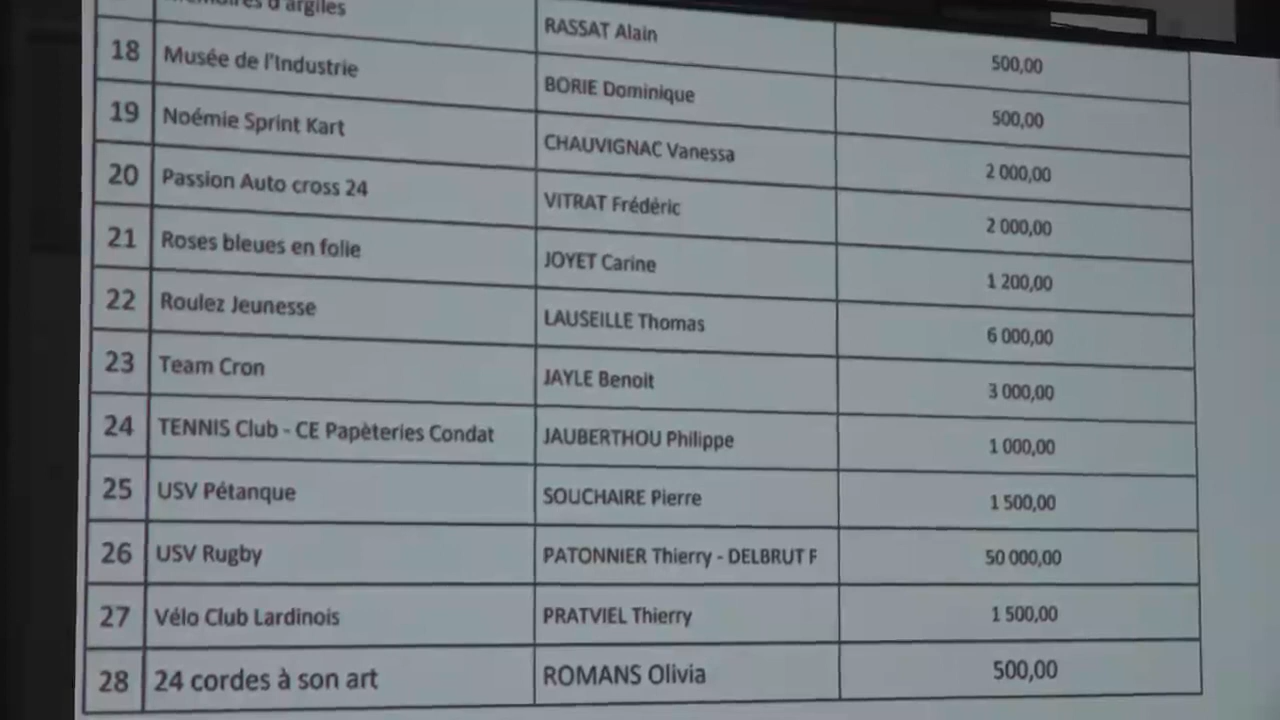 d'argiles RASSAT Alain 500,00
18 Musée de l'Industrie BORIE Dominique 500,00
19 Noémie Sprint Kart CHAUVIGNAC Vanessa 2 000,00
20 Passion Auto cross 24 VITRAT Frédéric 2 000,00
21 Roses bleues en folie JOYET Carine 1 200,00
22 Roulez Jeunesse LAUSEILLE Thomas 6 000,00
23 Team Cron JAYLE Benoit 3 000,00
24 TENNIS Club - CE Papèteries Condat JAUBERTHOU Philippe 1 000,00
25 USV Pétanque SOUCHAIRE Pierre 1 500,00
26 USV Rugby PATONNIER Thierry - DELBRUT F 50 000,00
27 Vélo Club Lardinois PRATVIEL Thierry 1 500,00
28 24 cordes à son art ROMANS Olivia 500,00